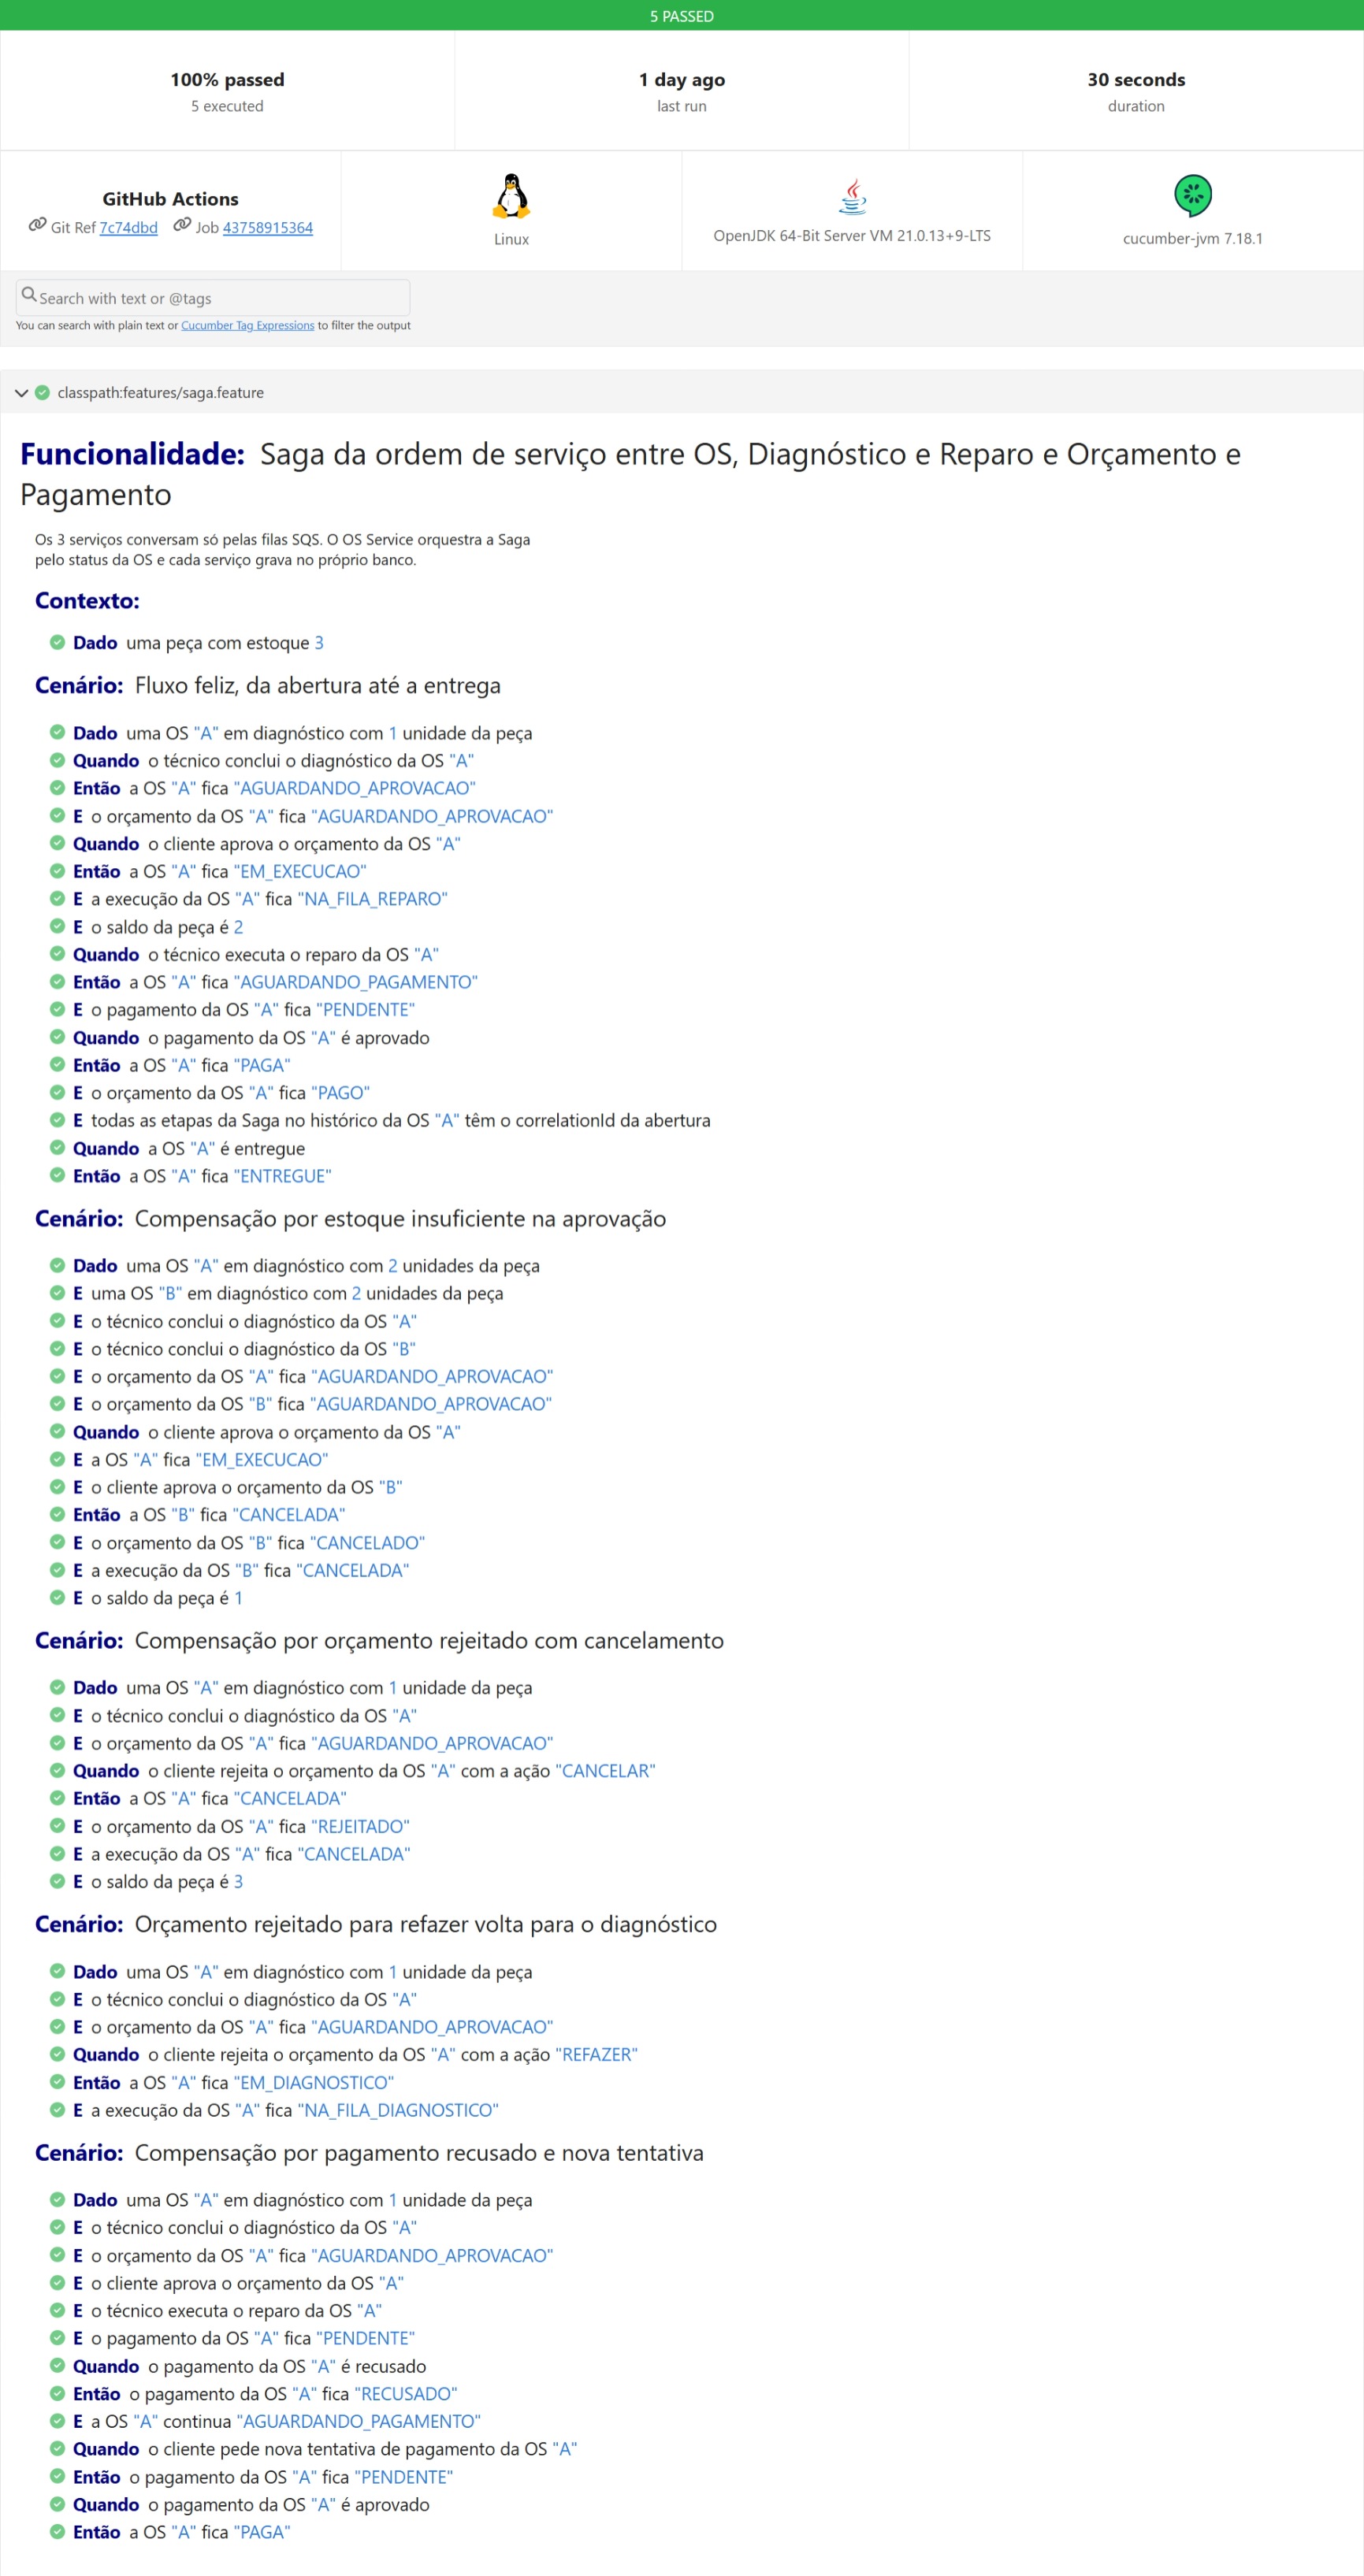 5 PASSED
100% passed
5 executed
1 day ago
last run
30 seconds
duration
GitHub Actions
Git Ref 7c74dbd Job 43758915364
Linux
OpenJDK 64-Bit Server VM 21.0.13+9-LTS
cucumber-jvm 7.18.1
Search with text or @tags
You can search with plain text or Cucumber Tag Expressions to filter the output
classpath:features/saga.feature
Funcionalidade: Saga da ordem de serviço entre OS, Diagnóstico e Reparo e Orçamento e
Pagamento
Os 3 serviços conversam só pelas filas SQS. O OS Service orquestra a Saga
pelo status da OS e cada serviço grava no próprio banco.
Contexto:
Dado uma peça com estoque 3
Cenário: Fluxo feliz, da abertura até a entrega
Dado uma OS "A" em diagnóstico com 1 unidade da peça
Quando o técnico conclui o diagnóstico da OS "A"
Então a OS "A" fica "AGUARDANDO_APROVACAO"
E o orçamento da OS "A" fica "AGUARDANDO_APROVACAO"
Quando o cliente aprova o orçamento da OS "A"
Então a OS "A" fica "EM_EXECUCAO"
E a execução da OS "A" fica "NA_FILA_REPARO"
E o saldo da peça é 2
Quando o técnico executa o reparo da OS "A"
Então a OS "A" fica "AGUARDANDO_PAGAMENTO"
E o pagamento da OS "A" fica "PENDENTE"
Quando o pagamento da OS "A" é aprovado
Então a OS "A" fica "PAGA"
E o orçamento da OS "A" fica "PAGO"
E todas as etapas da Saga no histórico da OS "A" têm o correlationId da abertura
Quando a OS "A" é entregue
Então a OS "A" fica "ENTREGUE"
Cenário: Compensação por estoque insuficiente na aprovação
Dado uma OS "A" em diagnóstico com 2 unidades da peça
E uma OS "B" em diagnóstico com 2 unidades da peça
E o técnico conclui o diagnóstico da OS "A"
E o técnico conclui o diagnóstico da OS "B"
E o orçamento da OS "A" fica "AGUARDANDO_APROVACAO"
E o orçamento da OS "B" fica "AGUARDANDO_APROVACAO"
Quando o cliente aprova o orçamento da OS "A"
E a OS "A" fica "EM_EXECUCAO"
E o cliente aprova o orçamento da OS "B"
Então a OS "B" fica "CANCELADA"
E o orçamento da OS "B" fica "CANCELADO"
E a execução da OS "B" fica "CANCELADA"
E o saldo da peça é 1
Cenário: Compensação por orçamento rejeitado com cancelamento
Dado uma OS "A" em diagnóstico com 1 unidade da peça
E o técnico conclui o diagnóstico da OS "A"
E o orçamento da OS "A" fica "AGUARDANDO_APROVACAO"
Quando o cliente rejeita o orçamento da OS "A" com a ação "CANCELAR"
Então a OS "A" fica "CANCELADA"
E o orçamento da OS "A" fica "REJEITADO"
E a execução da OS "A" fica "CANCELADA"
E o saldo da peça é 3
Cenário: Orçamento rejeitado para refazer volta para o diagnóstico
Dado uma OS "A" em diagnóstico com 1 unidade da peça
E o técnico conclui o diagnóstico da OS "A"
E o orçamento da OS "A" fica "AGUARDANDO_APROVACAO"
Quando o cliente rejeita o orçamento da OS "A" com a ação "REFAZER"
Então a OS "A" fica "EM_DIAGNOSTICO"
E a execução da OS "A" fica "NA_FILA_DIAGNOSTICO"
Cenário: Compensação por pagamento recusado e nova tentativa
Dado uma OS "A" em diagnóstico com 1 unidade da peça
E o técnico conclui o diagnóstico da OS "A"
E o orçamento da OS "A" fica "AGUARDANDO_APROVACAO"
E o cliente aprova o orçamento da OS "A"
E o técnico executa o reparo da OS "A"
E o pagamento da OS "A" fica "PENDENTE"
Quando o pagamento da OS "A" é recusado
Então o pagamento da OS "A" fica "RECUSADO"
E a OS "A" continua "AGUARDANDO_PAGAMENTO"
Quando o cliente pede nova tentativa de pagamento da OS "A"
Então o pagamento da OS "A" fica "PENDENTE"
Quando o pagamento da OS "A" é aprovado
Então a OS "A" fica "PAGA"